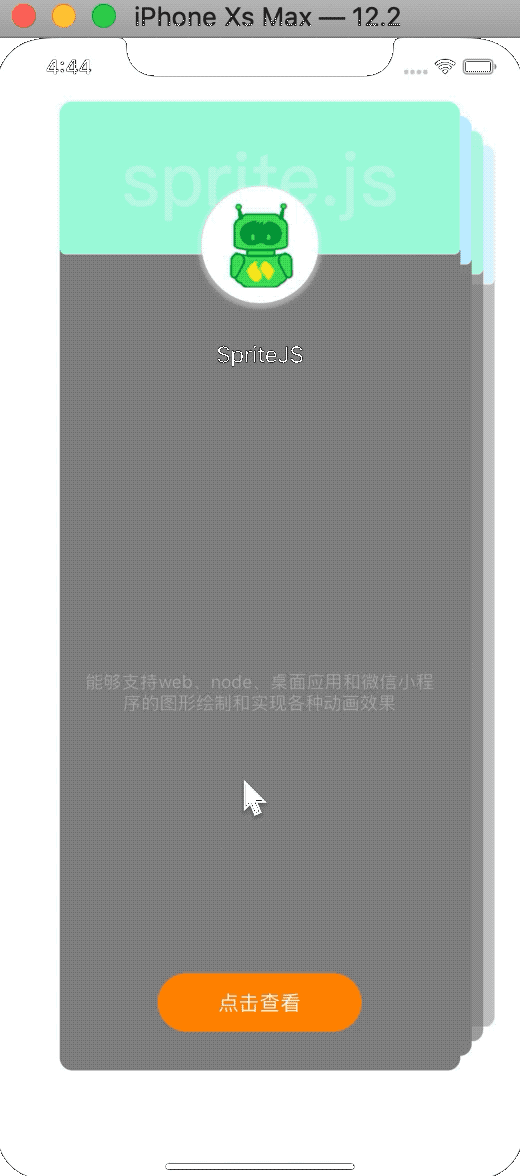 iPhone Xs Max — 12.2
4:44
sprite.js
SpriteJS
能够支持web、node、桌面应用和微信小程
序的图形绘制和实现各种动画效果
点击查看